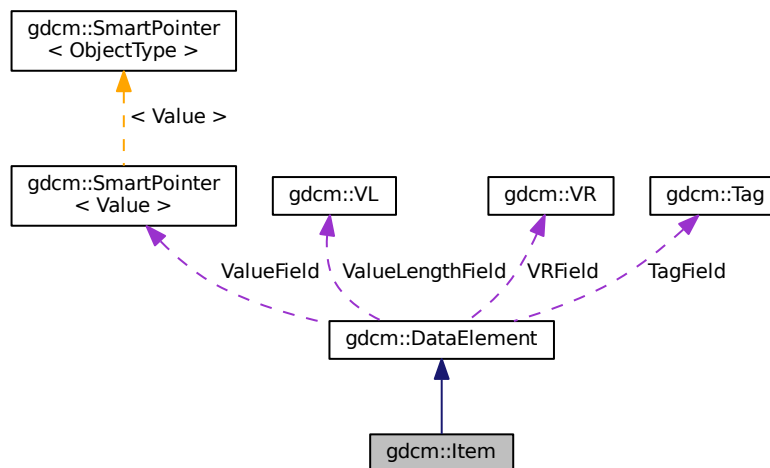 gdcm::SmartPointer
< ObjectType >
< Value >
gdcm::SmartPointer
< Value >
gdcm::VL
gdcm::VR
gdcm::Tag
ValueField
ValueLengthField
VRField
TagField
gdcm::DataElement
gdcm::Item